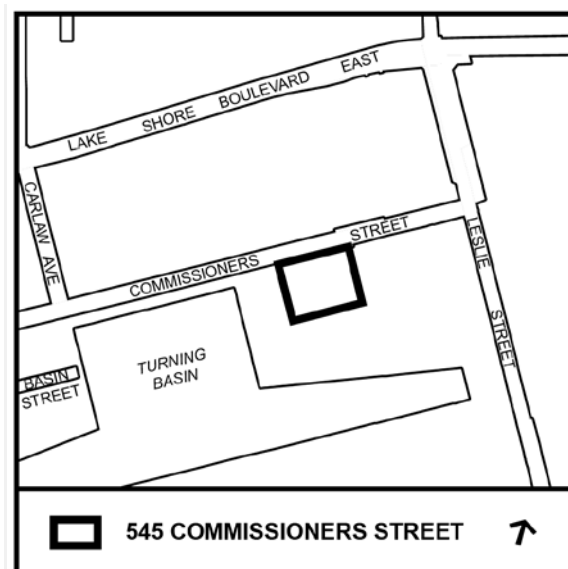 LAKE SHORE BOULEVARD EAST
CARLAW AVE
COMMISSIONERS STREET
LESLIE STREET
TURNING
BASIN
BASIN
STREET
545 COMMISSIONERS STREET